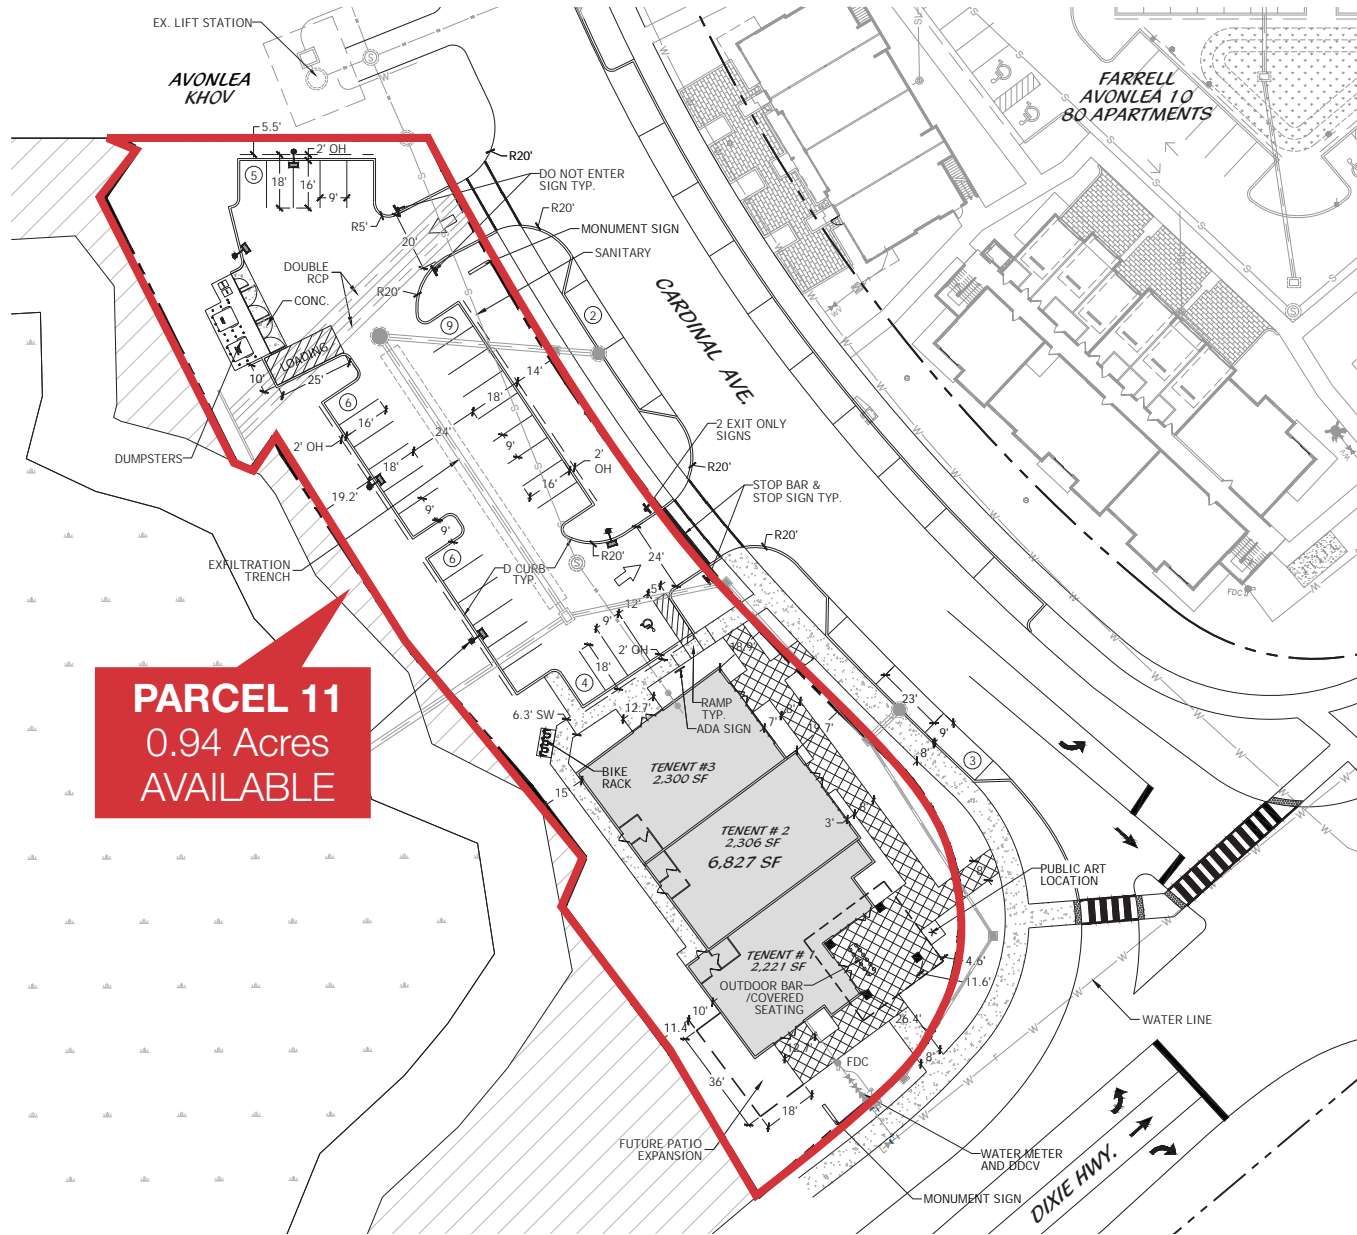 EX. LIFT STATION
AVONLEA
KHOV
FARRELL
AVONLEA 10
80 APARTMENTS
5.5'
2' OH
R20'
DO NOT ENTER
SIGN TYP.
5
18'
16'
9'
R5'
20'
R20'
MONUMENT SIGN
SANITARY
DOUBLE
RCP
R20'
CONC.
CARDINAL AVE.
9
2
LOADING
10'
25'
14'
18'
6
16'
24'
2' OH
9'
2 EXIT ONLY
SIGNS
DUMPSTERS
18'
2'
OH
R20'
19.2'
16'
STOP BAR &
STOP SIGN TYP.
9'
9'
R20'
EXFILTRATION
TRENCH
6
D CURB
TYP.
R20'
24'
5'
12'
9'
FDC
2' OH
18.9'
18'
PARCEL 11
0.94 Acres
AVAILABLE
4
RAMP
TYP.
ADA SIGN
12.7'
6.3' SW
8'
7'
19.7'
23'
9'
8'
3
BIKE
RACK
15'
TENENT #3
2,300 SF
8'
3'
TENENT # 2
2,306 SF
6,827 SF
8'
PUBLIC ART
LOCATION
TENENT # 1
2,221 SF
OUTDOOR BAR
/COVERED
SEATING
4.6'
11.6'
10'
11.4'
26.4'
WATER LINE
12.7'
FDC
8'
36'
18'
FUTURE PATIO
EXPANSION
WATER METER
AND DDCV
MONUMENT SIGN
DIXIE HWY.